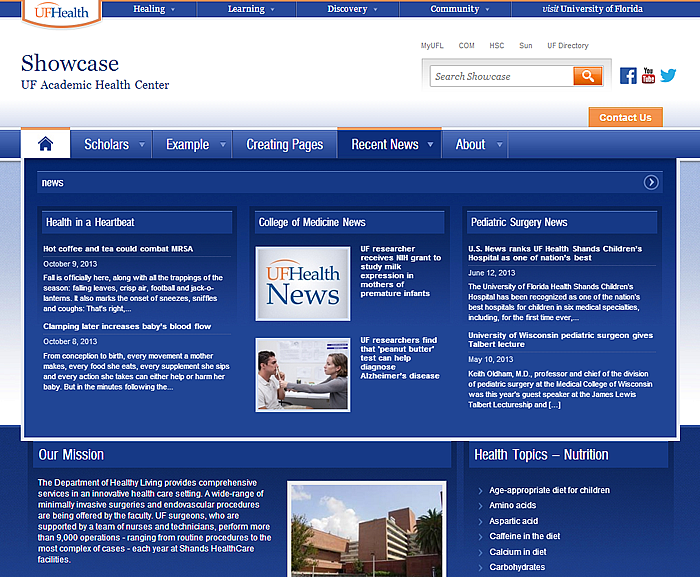 UFHealth
Healing
Learning
Discovery
Community
visit University of Florida
MyUFL
COM
HSC
Sun
UF Directory
Showcase
UF Academic Health Center
Search Showcase
You
Tube
Contact Us
Scholars
Example
Creating Pages
Recent News
About
news
Health in a Heartbeat
Hot coffee and tea could combat MRSA
October 9, 2013
Fall is officially here, along with all the trappings of the
season: falling leaves, crisp air, football and jack-o-
lanterns. It also marks the onset of sneezes, sniffles
and coughs: That's right,...
Clamping later increases baby's blood flow
October 8, 2013
From conception to birth, every movement a mother
makes, every food she eats, every supplement she sips
and every action she takes can either help or harm her
baby. But in the minutes following the...
College of Medicine News
UFHealth
News
UF researcher
receives NIH grant to
study milk
expression in
mothers of
premature infants
UF researchers find
that 'peanut butter'
test can help
diagnose
Alzheimer's disease
Pediatric Surgery News
U.S. News ranks UF Health Shands Children's
Hospital as one of nation's best
June 12, 2013
The University of Florida Health Shands Children's
Hospital has been recognized as one of the nation's
best hospitals for children in six medical specialties,
including, for the first time ever,...
University of Wisconsin pediatric surgeon gives
Talbert lecture
May 10, 2013
Keith Oldham, M.D., professor and chief of the division
of pediatric surgery at the Medical College of Wisconsin
was this year's guest speaker at the James Lewis
Talbert Lectureship and [...]
Our Mission
The Department of Healthy Living provides comprehensive
services in an innovative health care setting. A wide-range of
minimally invasive surgeries and endovascular procedures
are being offered by the faculty. UF surgeons, who are
supported by a team of nurses and technicians, perform more
than 9,000 operations - ranging from routine procedures to the
most complex of cases - each year at Shands HealthCare
facilities.
Health Topics – Nutrition
Age-appropriate diet for children
Amino acids
Aspartic acid
Caffeine in the diet
Calcium in diet
Carbohydrates